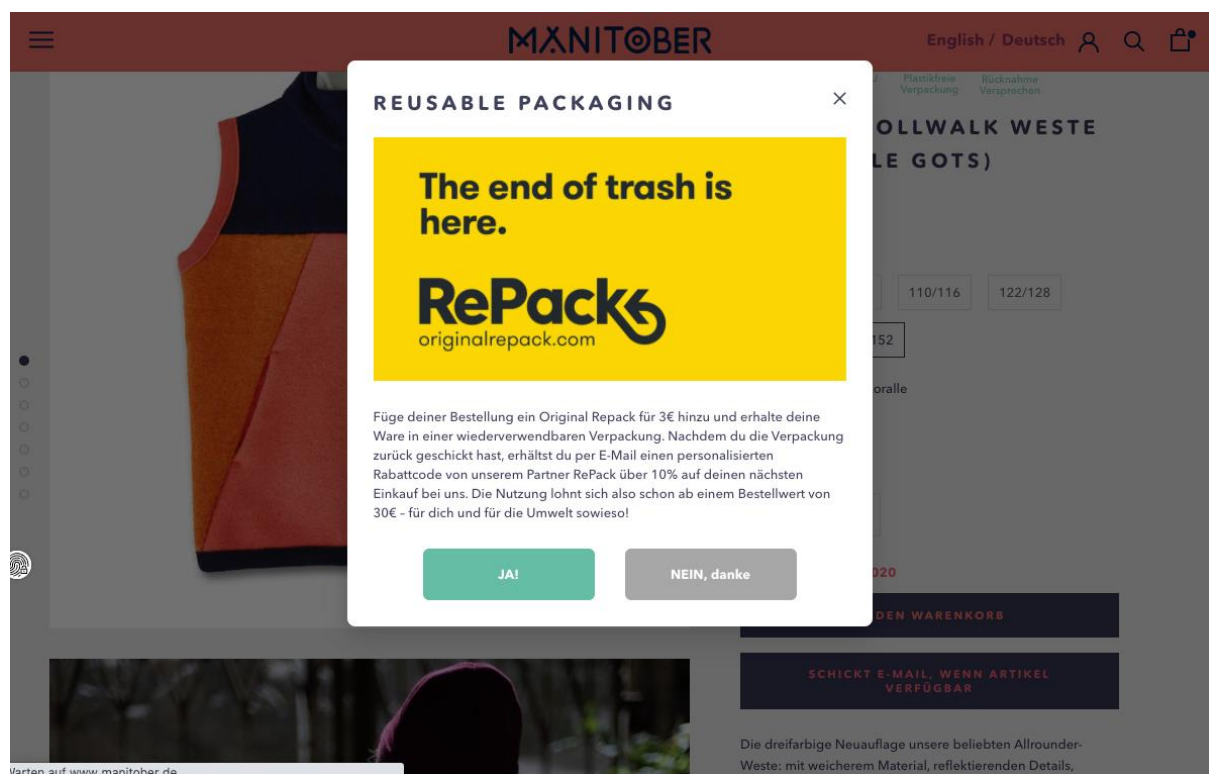 MÄNITOBER
English / Deutsch
Plastikfreie Rücknahme
Verpackung Versprechen
OLLWALK WESTE
LE GOTS)
110/116
122/128
152
oralle
020
DEN WARENKORB
SCHICKT E-MAIL, WENN ARTIKEL
VERFÜGBAR
Die dreifarbige Neuauflage unsere beliebten Allrounder-
Weste: mit weicherem Material, reflektierenden Details,
REUSABLE PACKAGING
The end of trash is
here.
RePack
originalrepack.com
Füge deiner Bestellung ein Original Repack für 3€ hinzu und erhalte deine
Ware in einer wiederverwendbaren Verpackung. Nachdem du die Verpackung
zurück geschickt hast, erhältst du per E-Mail einen personalisierten
Rabattcode von unserem Partner RePack über 10% auf deinen nächsten
Einkauf bei uns. Die Nutzung lohnt sich also schon ab einem Bestellwert von
30€ – für dich und für die Umwelt sowieso!
JA!
NEIN, danke
Warten auf www.manitober.de